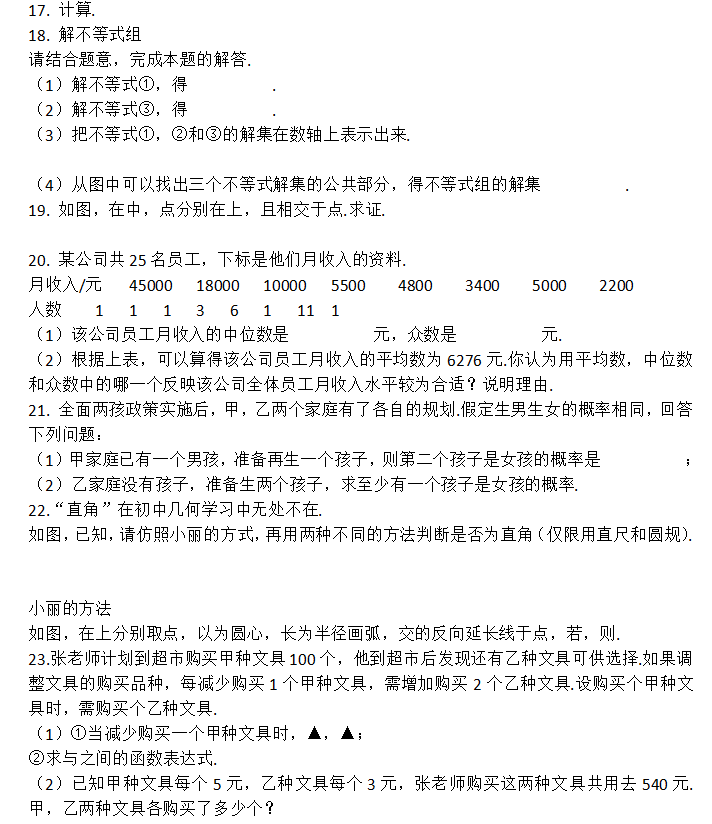 17. 计算.
18. 解不等式组
请结合题意，完成本题的解答.
（1）解不等式①，得 .
（2）解不等式③，得 .
（3）把不等式①，②和③的解集在数轴上表示出来.
（4）从图中可以找出三个不等式解集的公共部分，得不等式组的解集 .
19. 如图，在中，点分别在上，且相交于点.求证.
20. 某公司共 25 名员工，下标是他们月收入的资料.
月收入/元 45000 18000 10000 5500 4800 3400 5000 2200
人数 1 1 1 3 6 1 11 1
（1）该公司员工月收入的中位数是 元，众数是 元.
（2）根据上表，可以算得该公司员工月收入的平均数为 6276 元.你认为用平均数，中位数
和众数中的哪一个反映该公司全体员工月收入水平较为合适？说明理由.
21. 全面两孩政策实施后，甲，乙两个家庭有了各自的规划.假定生男生女的概率相同，回答
下列问题：
（1）甲家庭已有一个男孩，准备再生一个孩子，则第二个孩子是女孩的概率是 ；
（2）乙家庭没有孩子，准备生两个孩子，求至少有一个孩子是女孩的概率.
22.“直角”在初中几何学习中无处不在.
如图，已知，请仿照小丽的方式，再用两种不同的方法判断是否为直角（仅限用直尺和圆规）.
小丽的方法
如图，在上分别取点，以为圆心，长为半径画弧，交的反向延长线于点，若，则.
23.张老师计划到超市购买甲种文具 100 个，他到超市后发现还有乙种文具可供选择.如果调
整文具的购买品种，每减少购买 1 个甲种文具，需增加购买 2 个乙种文具.设购买个甲种文
具时，需购买个乙种文具.
（1）①当减少购买一个甲种文具时，▲，▲；
②求与之间的函数表达式.
（2）已知甲种文具每个 5 元，乙种文具每个 3 元，张老师购买这两种文具共用去 540 元.
甲，乙两种文具各购买了多少个？